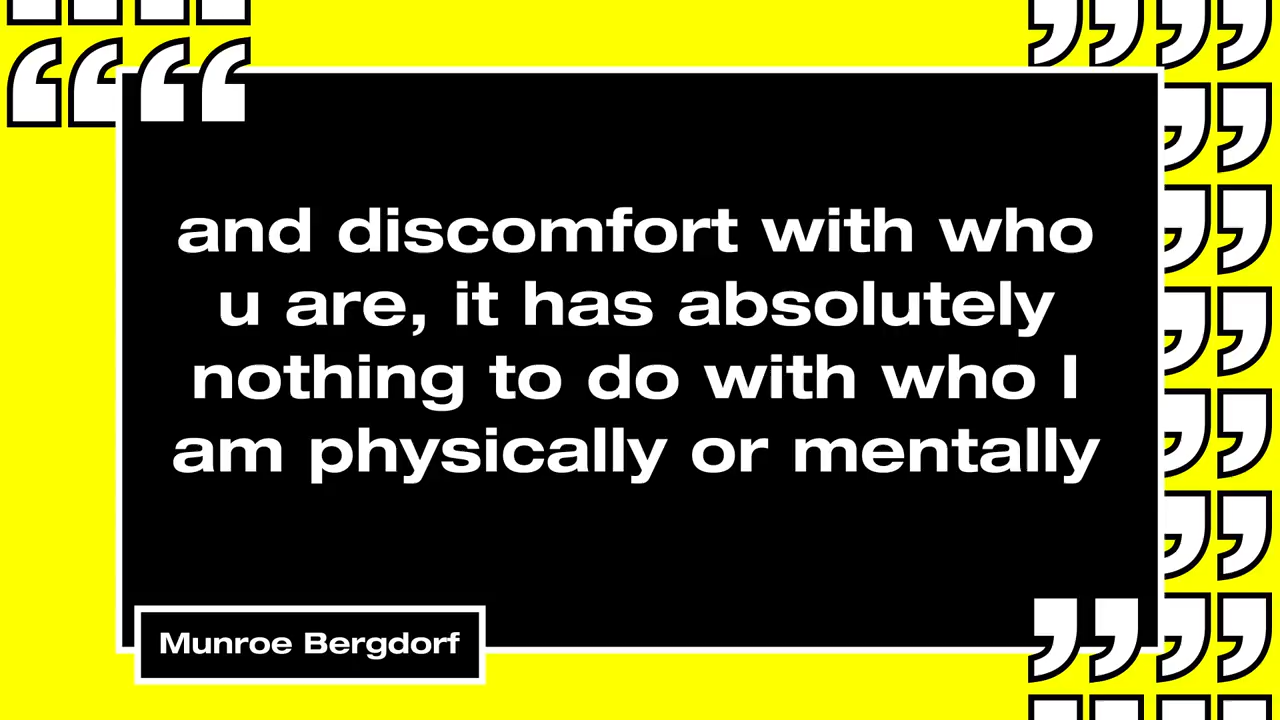 and discomfort with who
u are, it has absolutely
nothing to do with who I
am physically or mentally
Munroe Bergdorf